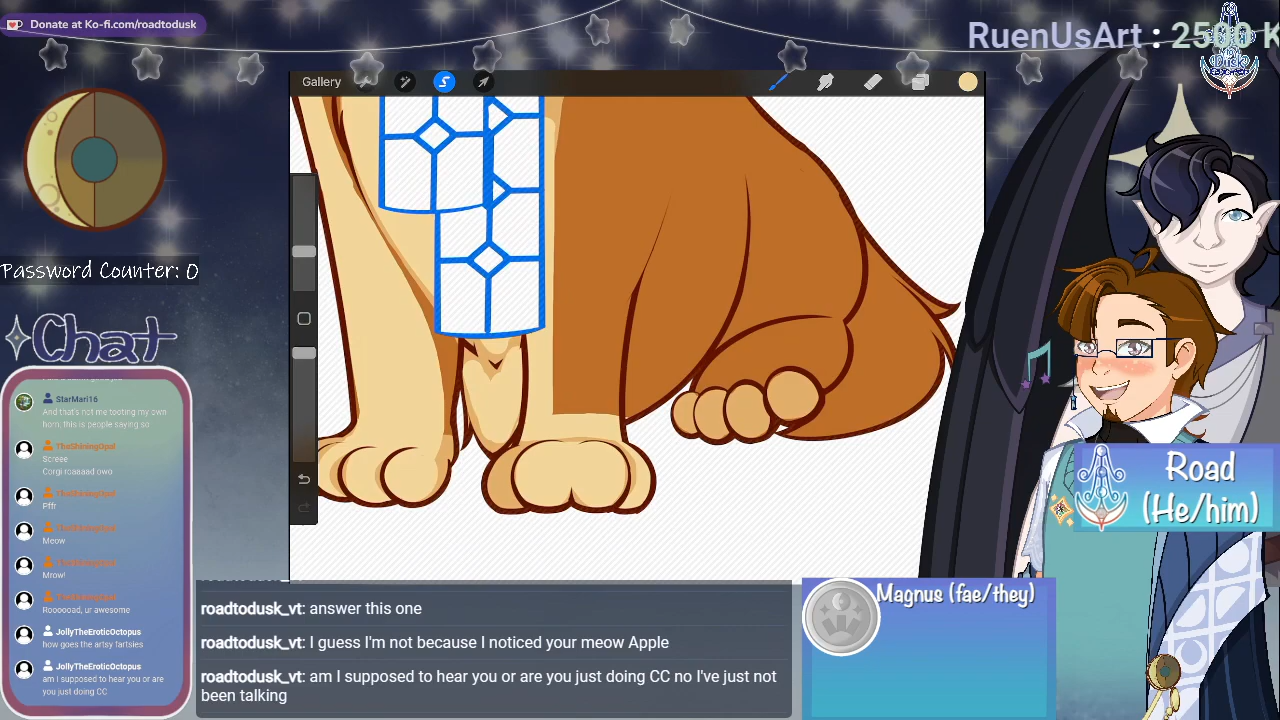 Donate at Ko-fi.com/roadtodusk
RuenUsArt : 2500 K
Gallery
Password Counter: 0
Chat
StarMari16
And that's not me tooting my own
horn, this is people saying so
TheShiningOpal
Screee
Corgi roaaaad owo
TheShiningOpal
Pffr
TheShiningOpal
Meow
TheShiningOpal
Mrow!
TheShiningOpal
Roooooad, ur awesome
JollyTheEroticOctopus
how goes the artsy fartsies
JollyTheEroticOctopus
am I supposed to hear you or are
you just doing CC
roadtodusk_vt: answer this one
roadtodusk_vt: I guess I'm not because I noticed your meow Apple
roadtodusk_vt: am I supposed to hear you or are you just doing CC no I've just not
been talking
Road
(He/him)
Magnus (fae/they)